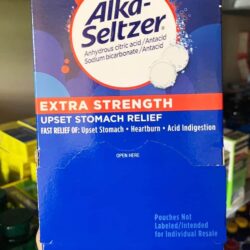 Alka-
Seltzer
Anhydrous citric acid/Antacid
Sodium bicarbonate/Antacid
EXTRA STRENGTH
UPSET STOMACH RELIEF
FAST RELIEF OF: Upset Stomach • Heartburn • Acid Indigestion
OPEN HERE
Pouches Not
Labeled/Intended
for Individual Resale